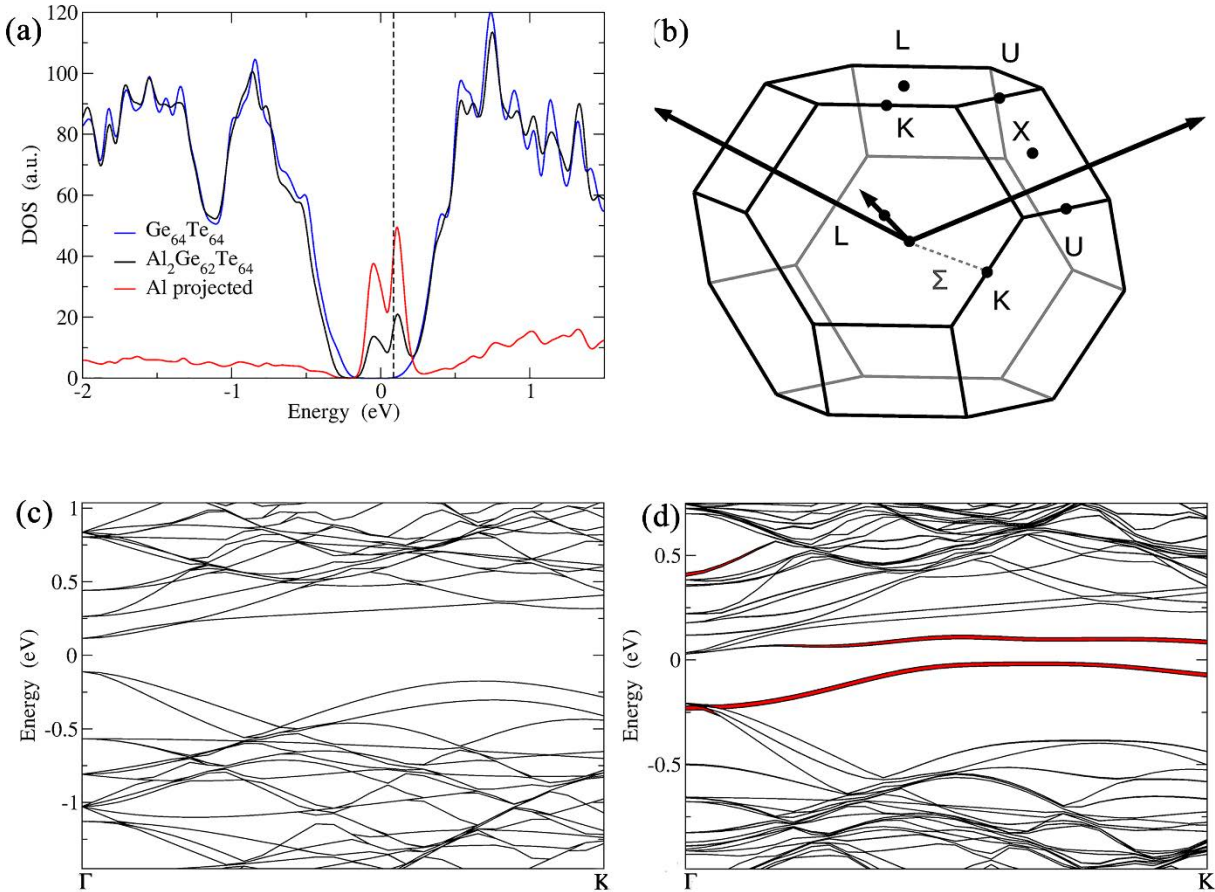 (a)
120
100
80
60
40
20
0
DOS (a.u.)
Ge64Te64
Al2Ge62Te64
Al projected
-2
-1
0
1
Energy (eV)
(b)
L
U
K
X
L
U
Σ
K
(c)
1
0.5
0
-0.5
-1
Energy (eV)
Γ
K
(d)
0.5
0
-0.5
Energy (eV)
Γ
K